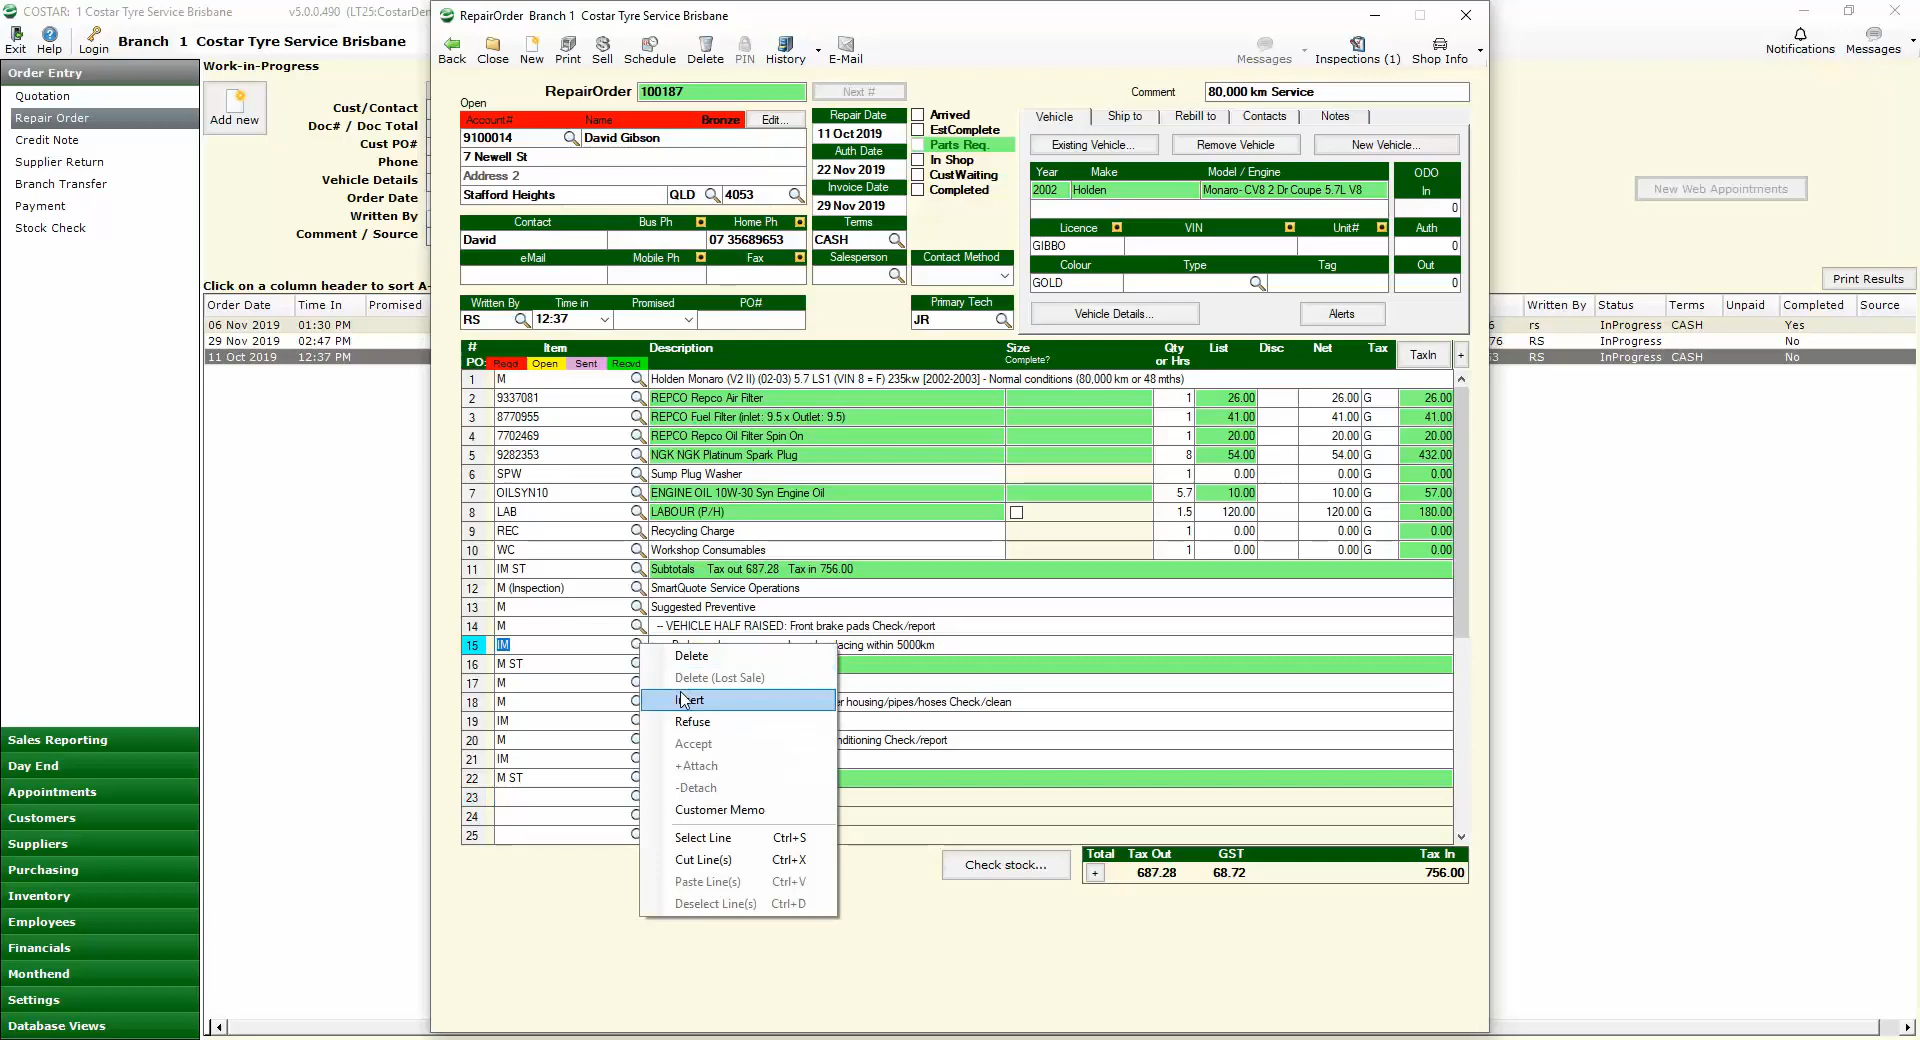 COSTAR: 1 Costar Tyre Service Brisbane
v5.0.0.490 (LT25:CostarDem
Exit
Help
Login
Branch 1 Costar Tyre Service Brisbane
Order Entry
Quotation
Repair Order
Credit Note
Supplier Return
Branch Transfer
Payment
Stock Check
Sales Reporting
Day End
Appointments
Customers
Suppliers
Purchasing
Inventory
Employees
Financials
Monthend
Settings
Database Views
Work-in-Progress
Add new
Cust/Contact
Doc# / Doc Total
Cust PO#
Phone
Vehicle Details
Order Date
Written By
Comment / Source
Click on a column header to sort A-
Order Date Time In Promised
06 Nov 2019 01:30 PM
29 Nov 2019 02:47 PM
11 Oct 2019 12:37 PM
RepairOrder Branch 1 Costar Tyre Service Brisbane
Back Close New Print Sell Schedule Delete PIN History E-Mail
Messages Inspections (1) Shop Info
RepairOrder 100187 Next #
Comment 80,000 km Service
Open
Account# Name Bronze Edit...
9100014 David Gibson
7 Newell St
Address 2
Stafford Heights QLD 4053
Contact Bus Ph Home Ph
David 07 35689653
eMail Mobile Ph Fax
Written By Time in Promised PO#
RS 12:37
Repair Date
11 Oct 2019
Auth Date
22 Nov 2019
Invoice Date
29 Nov 2019
Terms
CASH
Salesperson
Arrived
EstComplete
Parts Req.
In Shop
CustWaiting
Completed
Contact Method
Primary Tech
JR
Vehicle Ship to Rebill to Contacts Notes
Existing Vehicle... Remove Vehicle New Vehicle...
Year Make Model / Engine
2002 Holden Monaro- CV8 2 Dr Coupe 5.7L V8
ODO
In
0
Licence VIN Unit# Auth
GIBBO 0
Colour Type Tag Out
GOLD 0
Vehicle Details... Alerts
# Item Description Size Qty List Disc Net Tax TaxIn +
Complete? or Hrs
PO: Reqd Open Sent Recvd
1 M Holden Monaro (V2 II) (02-03) 5.7 LS1 (VIN 8 = F) 235kw [2002-2003] - Normal conditions (80,000 km or 48 mths)
2 9337081 REPCO Repco Air Filter 1 26.00 26.00 G 26.00
3 8770955 REPCO Fuel Filter (inlet: 9.5 x Outlet: 9.5) 1 41.00 41.00 G 41.00
4 7702469 REPCO Repco Oil Filter Spin On 1 20.00 20.00 G 20.00
5 9282353 NGK NGK Platinum Spark Plug 8 54.00 54.00 G 432.00
6 SPW Sump Plug Washer 1 0.00 0.00 G 0.00
7 OILSYN10 ENGINE OIL 10W-30 Syn Engine Oil 5.7 10.00 10.00 G 57.00
8 LAB LABOUR (P/H) 1.5 120.00 120.00 G 180.00
9 REC Recycling Charge 1 0.00 0.00 G 0.00
10 WC Workshop Consumables 1 0.00 0.00 G 0.00
11 IM ST Subtotals Tax out 687.28 Tax in 756.00
12 M (Inspection) SmartQuote Service Operations
13 M Suggested Preventive
14 M -- VEHICLE HALF RAISED: Front brake pads Check/report
15 IM acing within 5000km
16 M ST
17 M
18 M r housing/pipes/hoses Check/clean
19 IM
20 M nditioning Check/report
21 IM
22 M ST
23
24
25
Delete
Delete (Lost Sale)
Insert
Refuse
Accept
+Attach
-Detach
Customer Memo
Select Line Ctrl+S
Cut Line(s) Ctrl+X
Paste Line(s) Ctrl+V
Deselect Line(s) Ctrl+D
Check stock...
Total Tax Out GST Tax In
+ 687.28 68.72 756.00
Notifications
Messages
New Web Appointments
Print Results
Written By Status Terms Unpaid Completed Source
6 rs InProgress CASH Yes
76 RS InProgress No
53 RS InProgress CASH No